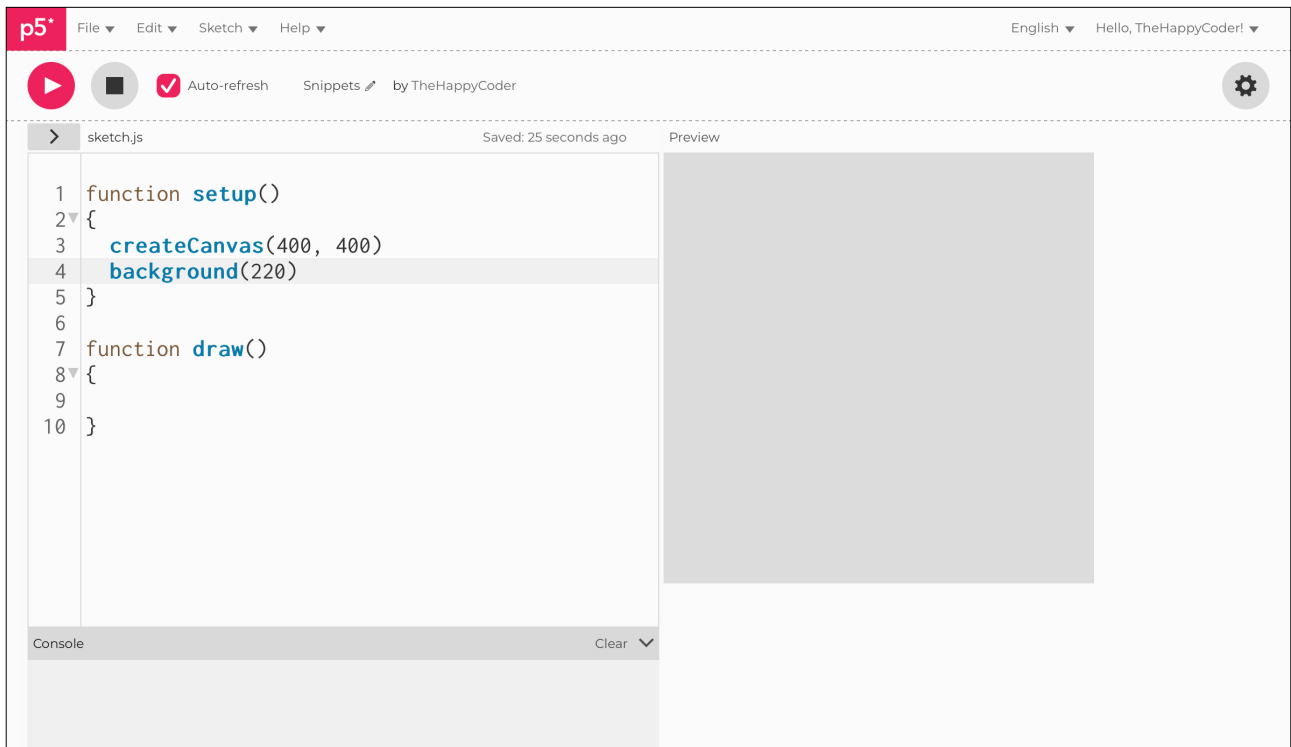 p5* File Edit Sketch Help English Hello, TheHappyCoder!
Auto-refresh Snippets by TheHappyCoder
sketch.js Saved: 25 seconds ago Preview
1 function setup()
2 {
3 createCanvas(400, 400)
4 background(220)
5 }
6
7 function draw()
8 {
9
10 }
Console Clear